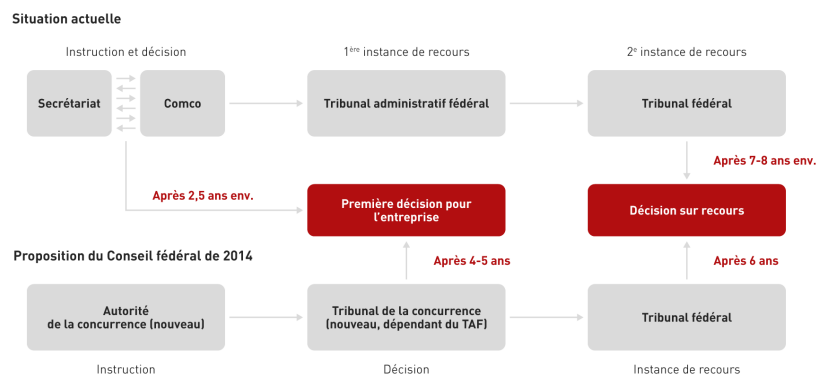 Situation actuelle
Instruction et décision
1ère instance de recours
2e instance de recours
Secrétariat
Comco
Tribunal administratif fédéral
Tribunal fédéral
Après 7-8 ans env.
Après 2,5 ans env.
Première décision pour
l'entreprise
Décision sur recours
Proposition du Conseil fédéral de 2014
Après 4-5 ans
Après 6 ans
Autorité
de la concurrence (nouveau)
Tribunal de la concurrence
(nouveau, dépendant du TAF)
Tribunal fédéral
Instruction
Décision
Instance de recours